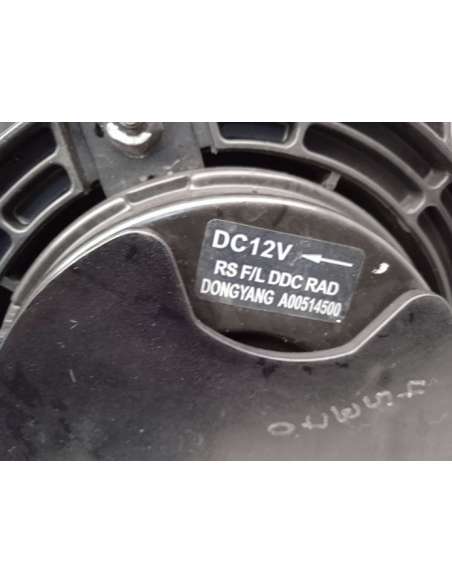 DC12V
RS F/L DDC RAD
DONGYANG A00514500